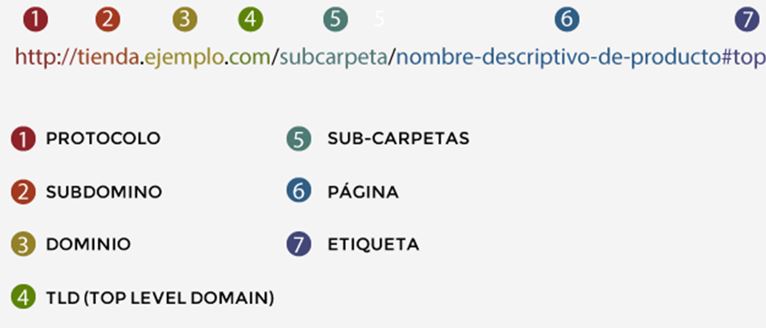 1 2 3 4 5 5 6 7
http://tienda.ejemplo.com/subcarpeta/nombre-descriptivo-de-producto#top
1 PROTOCOLO
2 SUBDOMINO
3 DOMINIO
4 TLD (TOP LEVEL DOMAIN)
5 SUB-CARPETAS
6 PÁGINA
7 ETIQUETA